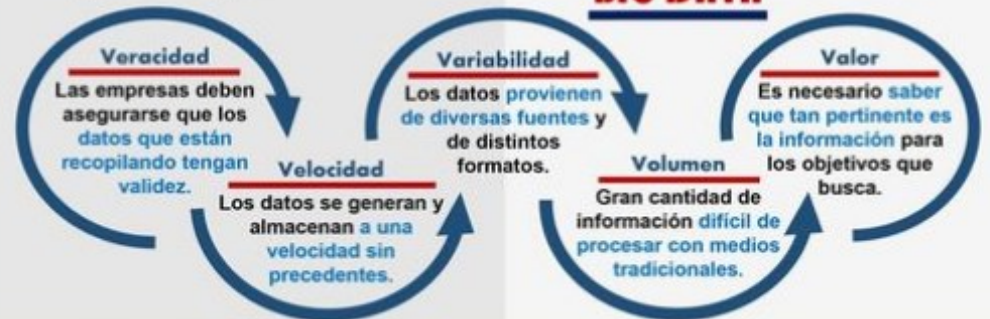 Veracidad
Las empresas deben
asegurarse que los
datos que están
recopilando tengan
validez.
Velocidad
Los datos se generan y
almacenan a una
velocidad sin
precedentes.
Variabilidad
Los datos provienen
de diversas fuentes y
de distintos
formatos.
Volumen
Gran cantidad de
información difícil de
procesar con medios
tradicionales.
Valor
Es necesario saber
que tan pertinente es
la información para
los objetivos que
busca.